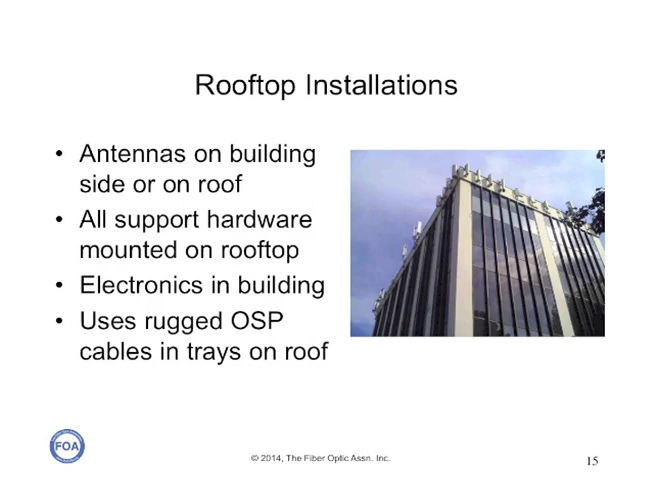 Rooftop Installations
• Antennas on building
side or on roof
• All support hardware
mounted on rooftop
• Electronics in building
• Uses rugged OSP
cables in trays on roof
FOA
© 2014, The Fiber Optic Assn. Inc.
15